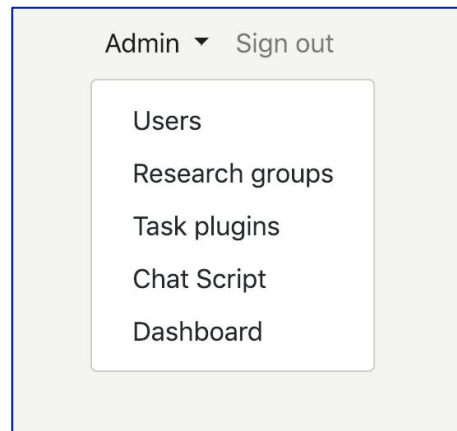 Admin Sign out
Users
Research groups
Task plugins
Chat Script
Dashboard